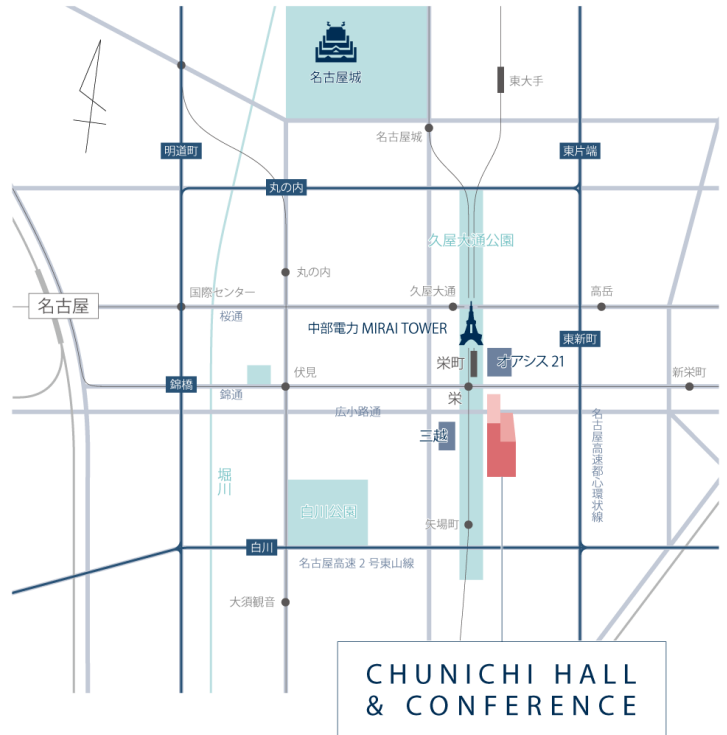 名古屋城
東大手
名古屋城
明道町
東片端
丸の内
久屋大通公園
丸の内
国際センター
久屋大通
高岳
名古屋
桜通
中部電力 MIRAI TOWER
東新町
栄町
オアシス 21
伏見
新栄町
錦橋
錦通
栄
広小路通
三越
名古屋高速都心環状線
堀川
白川公園
矢場町
白川
名古屋高速 2 号東山線
大須観音
CHUNICHI HALL
& CONFERENCE